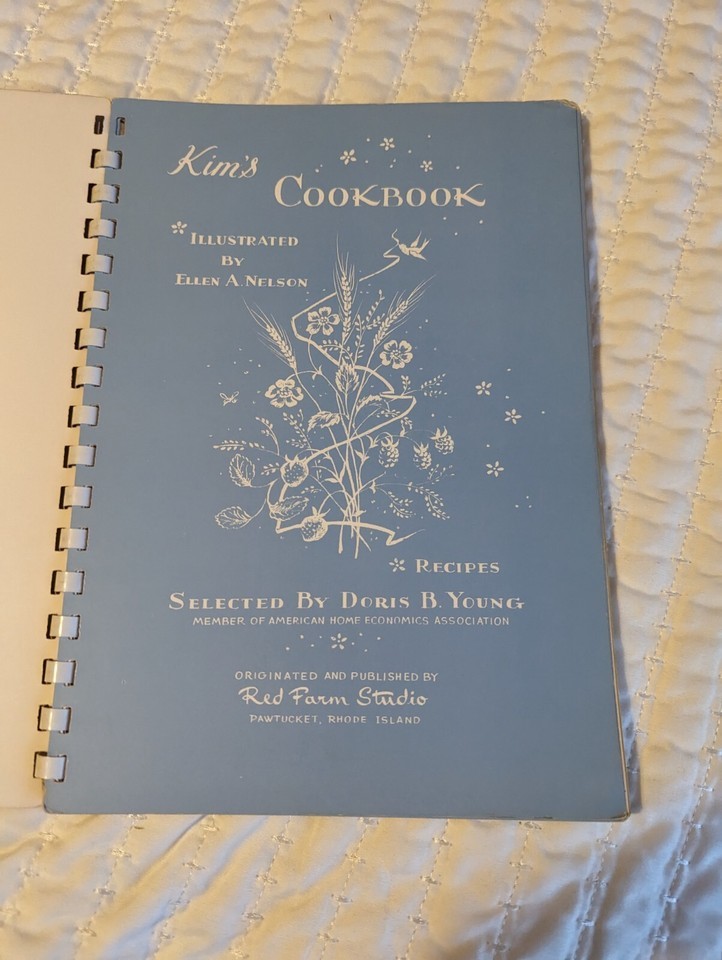 Kim's
COOKBOOK
ILLUSTRATED
BY
ELLEN A. NELSON
RECIPES
SELECTED BY DORIS B. YOUNG
MEMBER OF AMERICAN HOME ECONOMICS ASSOCIATION
ORIGINATED AND PUBLISHED BY
Red Farm Studio
PAWTUCKET, RHODE ISLAND